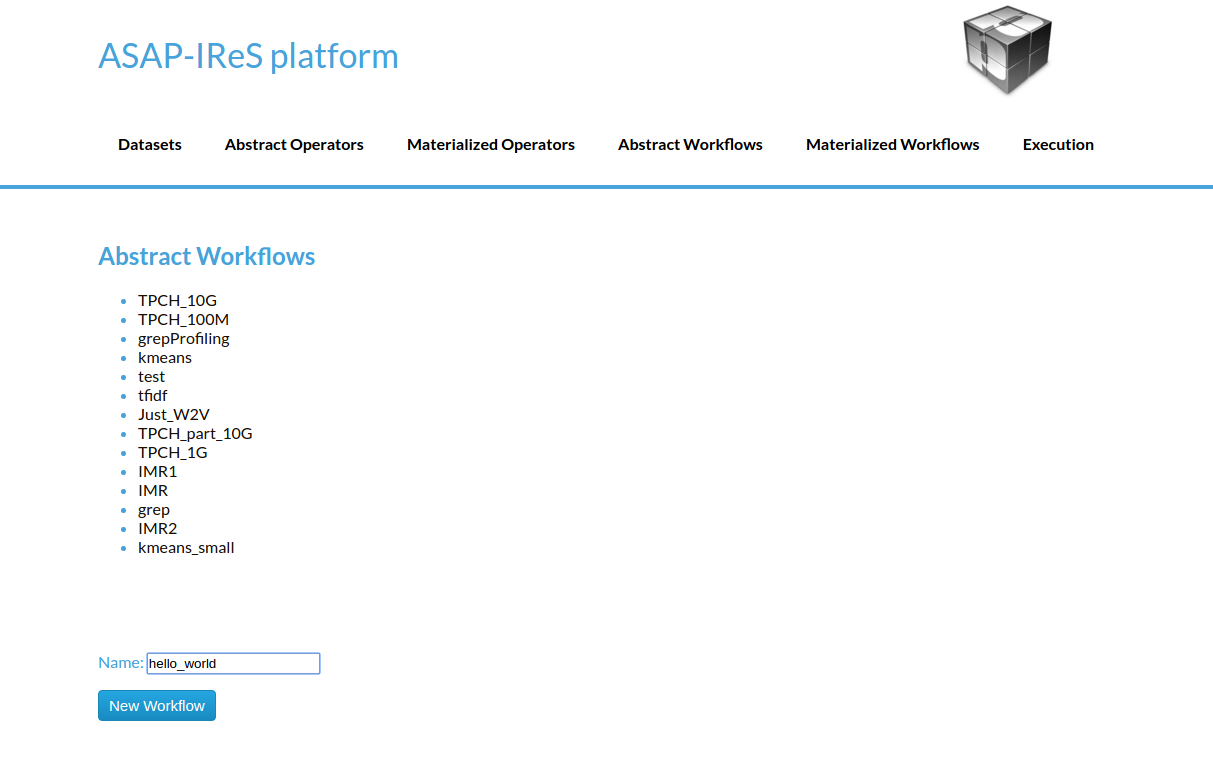 ASAP-IReS platform
Datasets Abstract Operators Materialized Operators Abstract Workflows Materialized Workflows Execution
Abstract Workflows
TPCH_10G
TPCH_100M
grepProfiling
kmeans
test
tfidf
Just_W2V
TPCH_part_10G
TPCH_1G
IMR1
IMR
grep
IMR2
kmeans_small
Name: hello_world
New Workflow